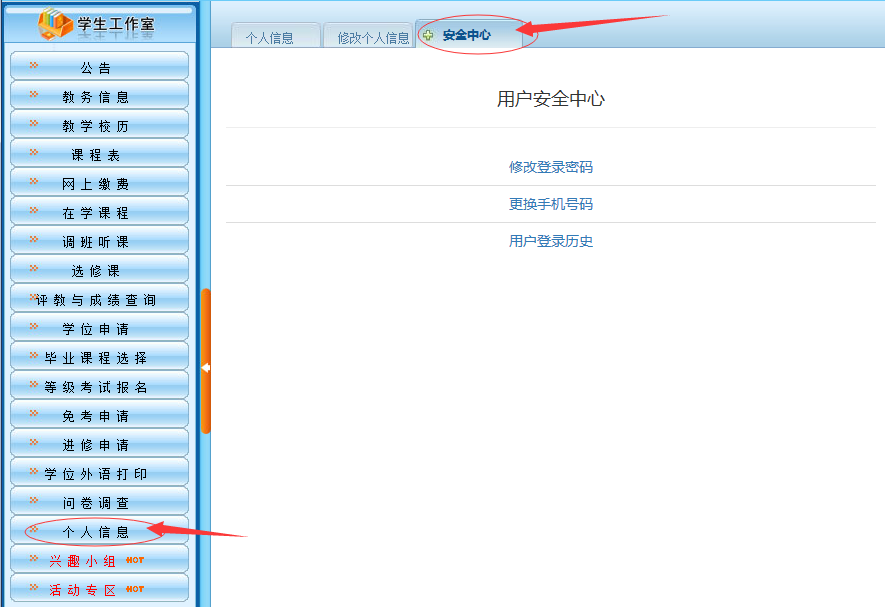 学生工作室
公告
教务信息
教学校历
课程表
网上缴费
在学课程
调班听课
选修课
评教与成绩查询
学位申请
毕业课程选择
等级考试报名
免考申请
进修申请
学位外语打印
问卷调查
个人信息
兴趣小组 HOT
活动专区 HOT
个人信息 修改个人信息 安全中心
用户安全中心
修改登录密码
更换手机号码
用户登录历史